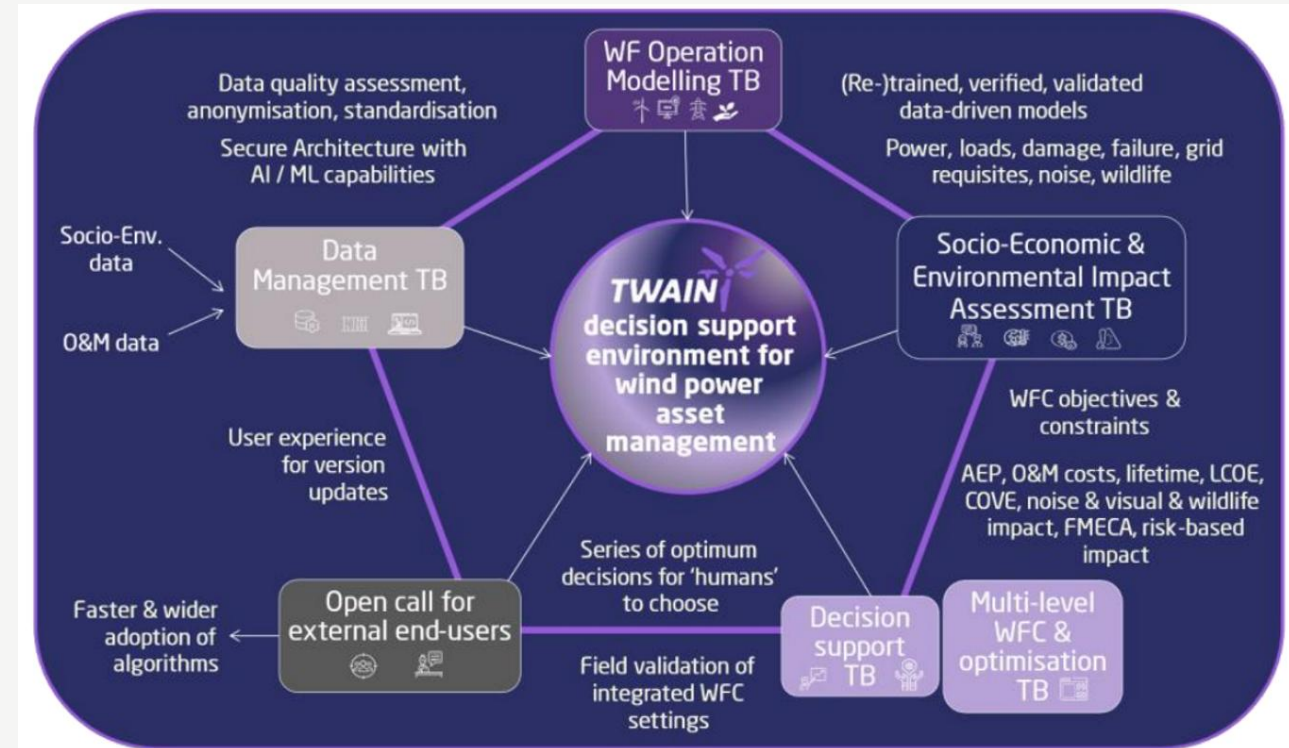 WF Operation
Modelling TB
Data quality assessment,
anonymisation, standardisation
Secure Architecture with
AI / ML capabilities
(Re-)trained, verified, validated
data-driven models
Power, loads, damage, failure, grid
requisites, noise, wildlife
Socio-Env.
data
O&M data
Data
Management TB
TWAIN
decision support
environment for
wind power
asset
management
Socio-Economic &
Environmental Impact
Assessment TB
WFC objectives &
constraints
AEP, O&M costs, lifetime, LCOE,
COVE, noise & visual & wildlife
impact, FMECA, risk-based
impact
User experience
for version
updates
Series of optimum
decisions for 'humans'
to choose
Faster & wider
adoption of
algorithms
Open call for
external end-users
Field validation of
integrated WFC
settings
Decision
support
TB
Multi-level
WFC &
optimisation
TB